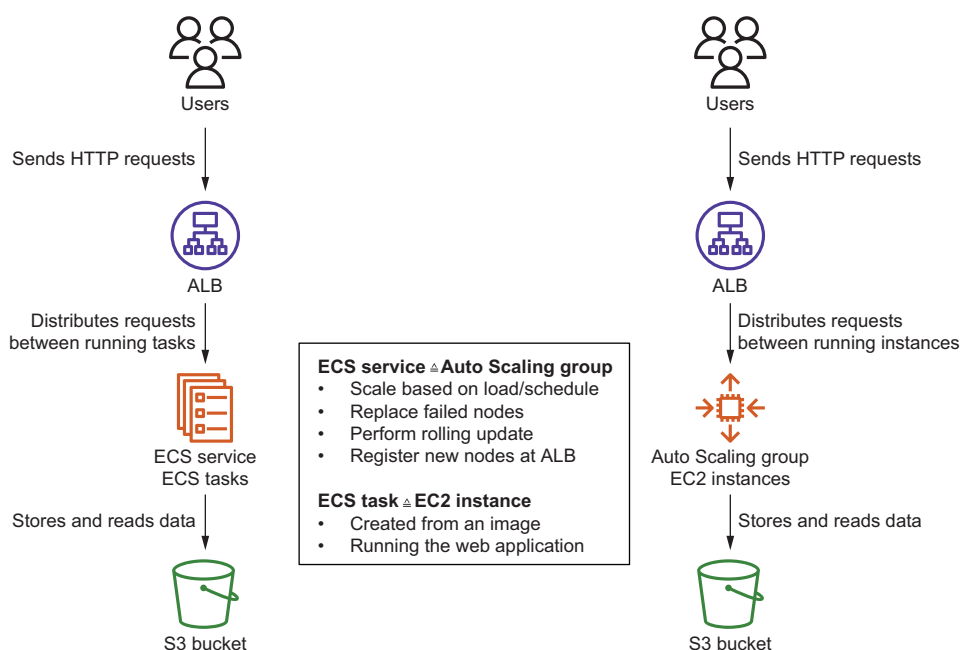 Users
Sends HTTP requests
ALB
Distributes requests
between running tasks
ECS service
ECS tasks
Stores and reads data
S3 bucket
ECS service ≙ Auto Scaling group
• Scale based on load/schedule
• Replace failed nodes
• Perform rolling update
• Register new nodes at ALB
ECS task ≙ EC2 instance
• Created from an image
• Running the web application
Users
Sends HTTP requests
ALB
Distributes requests
between running instances
Auto Scaling group
EC2 instances
Stores and reads data
S3 bucket